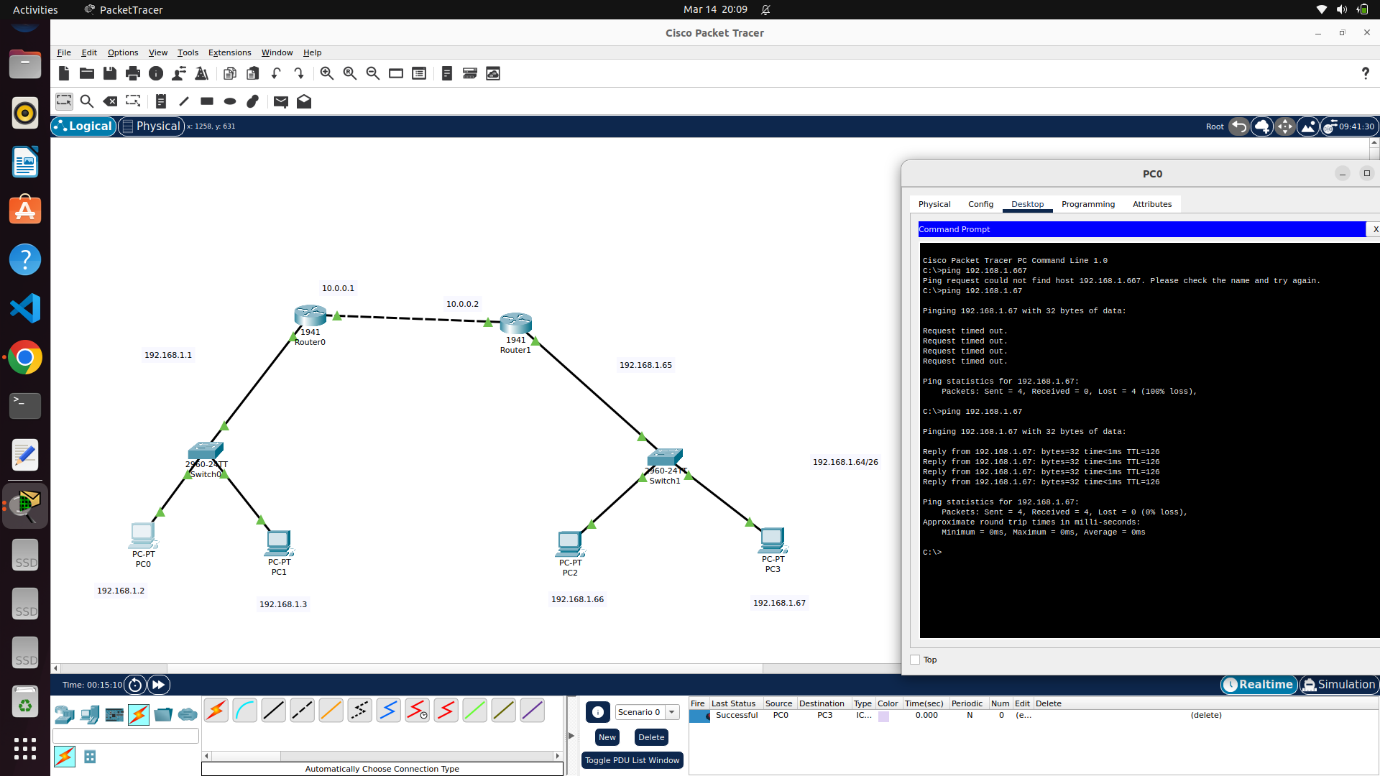 Activities PacketTracer Mar 14 20:09
Cisco Packet Tracer
File Edit Options View Tools Extensions Window Help
?
Logical Physical x: 1258, y: 631 Root 09:41:30
10.0.0.1
10.0.0.2
1941
Router0
1941
Router1
192.168.1.1
192.168.1.65
2960-24TT
Switch0
2960-24TT
Switch1
192.168.1.64/26
PC-PT
PC0
PC-PT
PC1
PC-PT
PC2
PC-PT
PC3
192.168.1.2
192.168.1.3
192.168.1.66
192.168.1.67
PC0
Physical Config Desktop Programming Attributes
Command Prompt X
Cisco Packet Tracer PC Command Line 1.0
C:\>ping 192.168.1.667
Ping request could not find host 192.168.1.667. Please check the name and try again.
C:\>ping 192.168.1.67
Pinging 192.168.1.67 with 32 bytes of data:
Request timed out.
Request timed out.
Request timed out.
Request timed out.
Ping statistics for 192.168.1.67:
Packets: Sent = 4, Received = 0, Lost = 4 (100% loss),
C:\>ping 192.168.1.67
Pinging 192.168.1.67 with 32 bytes of data:
Reply from 192.168.1.67: bytes=32 time<1ms TTL=126
Reply from 192.168.1.67: bytes=32 time<1ms TTL=126
Reply from 192.168.1.67: bytes=32 time<1ms TTL=126
Reply from 192.168.1.67: bytes=32 time<1ms TTL=126
Ping statistics for 192.168.1.67:
Packets: Sent = 4, Received = 4, Lost = 0 (0% loss),
Approximate round trip times in milli-seconds:
Minimum = 0ms, Maximum = 0ms, Average = 0ms
C:\>
Top
SSD
SSD
SSD
Time: 00:15:10 Realtime Simulation
Scenario 0
New Delete
Toggle PDU List Window
Fire Last Status Source Destination Type Color Time(sec) Periodic Num Edit Delete
Successful PC0 PC3 IC... 0.000 N 0 (e... (delete)
Automatically Choose Connection Type